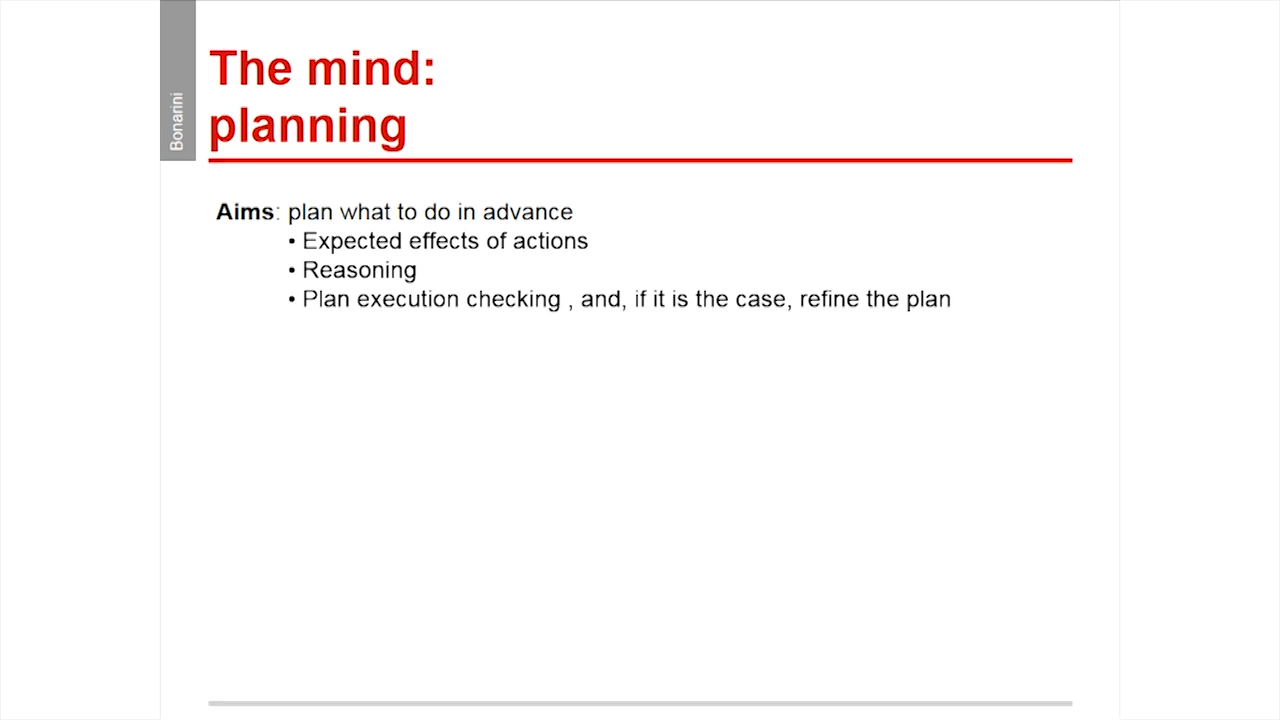 Bonarini
The mind:
planning
Aims: plan what to do in advance
• Expected effects of actions
• Reasoning
• Plan execution checking , and, if it is the case, refine the plan